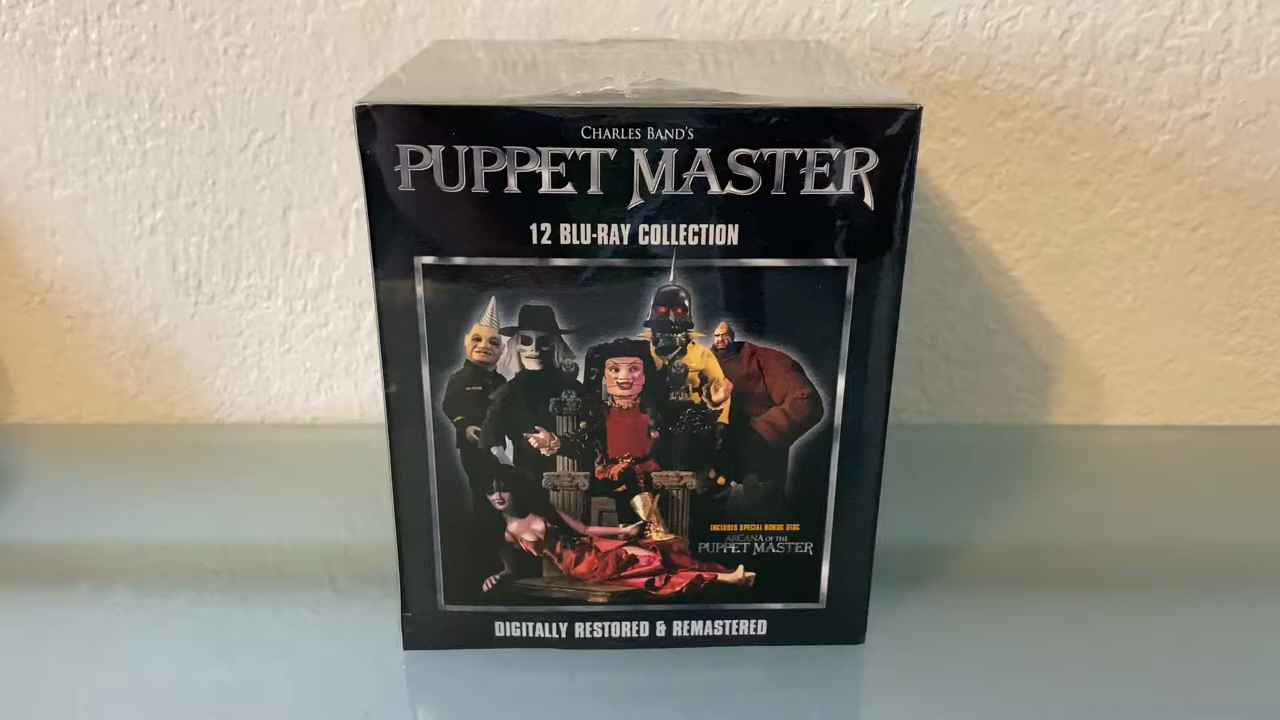 CHARLES BAND'S
PUPPET MASTER
12 BLU-RAY COLLECTION
INCLUDES SPECIAL BONUS DISC
ARCANA OF THE
PUPPET MASTER
DIGITALLY RESTORED & REMASTERED